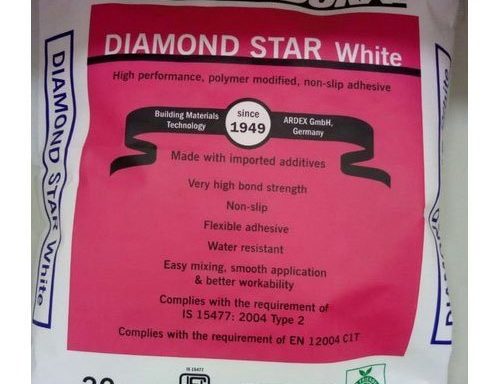 DIAMOND STAR White
High performance, polymer modified, non-slip adhesive
Building Materials
Technology
since
1949
ARDEX GmbH,
Germany
Made with imported additives
Very high bond strength
Non-slip
Flexible adhesive
Water resistant
Easy mixing, smooth application
& better workability
Complies with the requirement of
IS 15477: 2004 Type 2
Complies with the requirement of EN 12004 C1T
IS 15477
DIAMOND STAR White